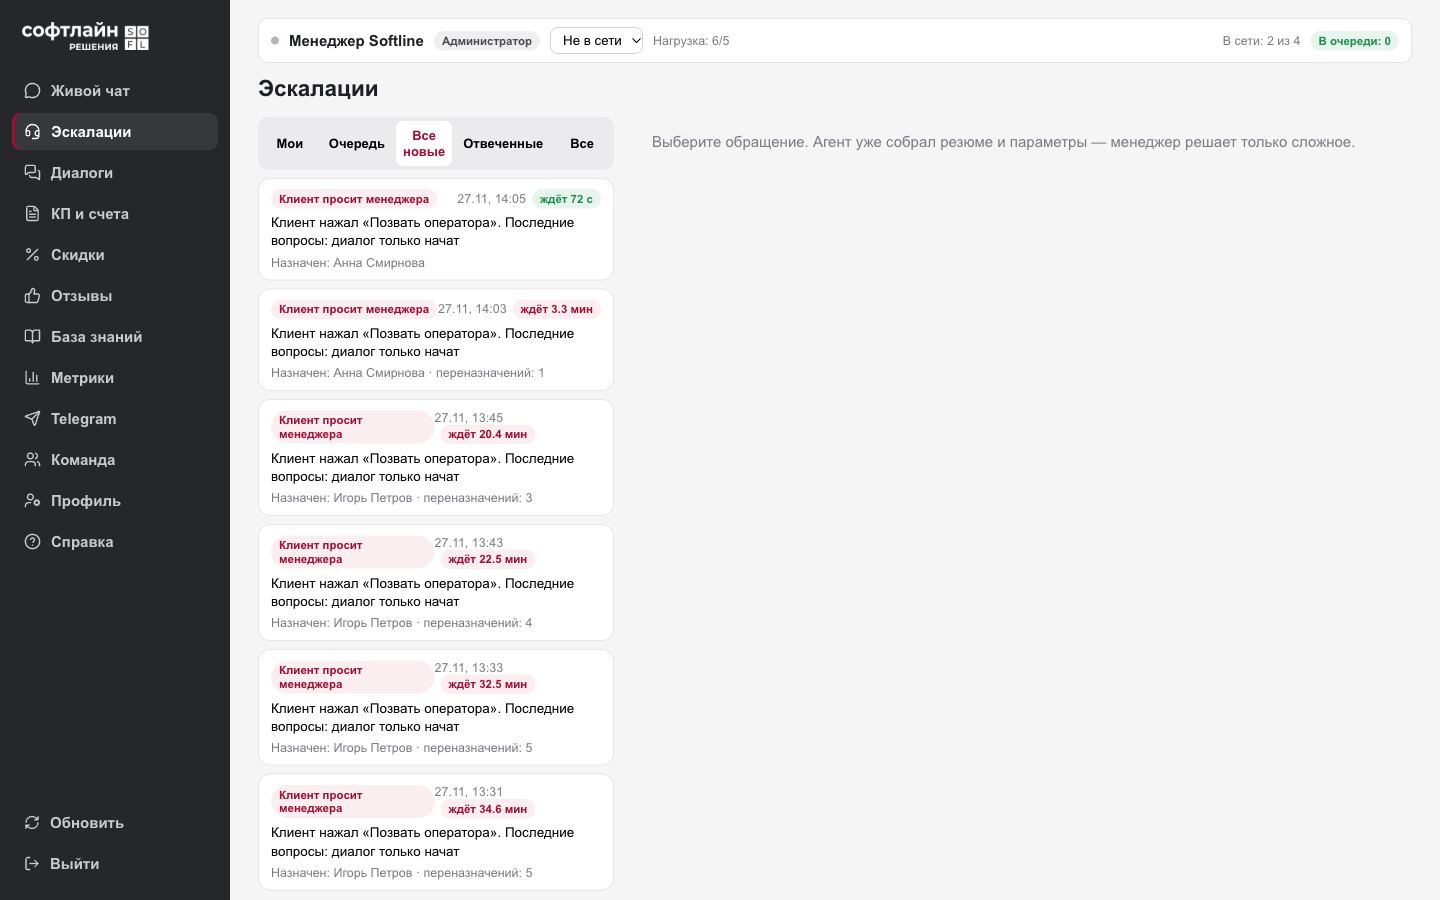 софтлайн
РЕШЕНИЯ
SO
FL
Живой чат
Эскалации
Диалоги
КП и счета
Скидки
Отзывы
База знаний
Метрики
Telegram
Команда
Профиль
Справка
Обновить
Выйти
Менеджер Softline Администратор Не в сети Нагрузка: 6/5 В сети: 2 из 4 В очереди: 0
Эскалации
Мои Очередь Все новые Отвеченные Все
Клиент просит менеджера 27.11, 14:05 ждёт 72 с
Клиент нажал «Позвать оператора». Последние
вопросы: диалог только начат
Назначен: Анна Смирнова
Клиент просит менеджера 27.11, 14:03 ждёт 3.3 мин
Клиент нажал «Позвать оператора». Последние
вопросы: диалог только начат
Назначен: Анна Смирнова · переназначений: 1
Клиент просит менеджера 27.11, 13:45 ждёт 20.4 мин
Клиент нажал «Позвать оператора». Последние
вопросы: диалог только начат
Назначен: Игорь Петров · переназначений: 3
Клиент просит менеджера 27.11, 13:43 ждёт 22.5 мин
Клиент нажал «Позвать оператора». Последние
вопросы: диалог только начат
Назначен: Игорь Петров · переназначений: 4
Клиент просит менеджера 27.11, 13:33 ждёт 32.5 мин
Клиент нажал «Позвать оператора». Последние
вопросы: диалог только начат
Назначен: Игорь Петров · переназначений: 5
Клиент просит менеджера 27.11, 13:31 ждёт 34.6 мин
Клиент нажал «Позвать оператора». Последние
вопросы: диалог только начат
Назначен: Игорь Петров · переназначений: 5
Выберите обращение. Агент уже собрал резюме и параметры — менеджер решает только сложное.